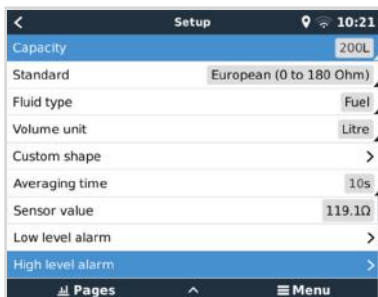 Setup 10:21
Capacity 200L
Standard European (0 to 180 Ohm)
Fluid type Fuel
Volume unit Litre
Custom shape
Averaging time 10s
Sensor value 119.1Ω
Low level alarm
High level alarm
Pages Menu